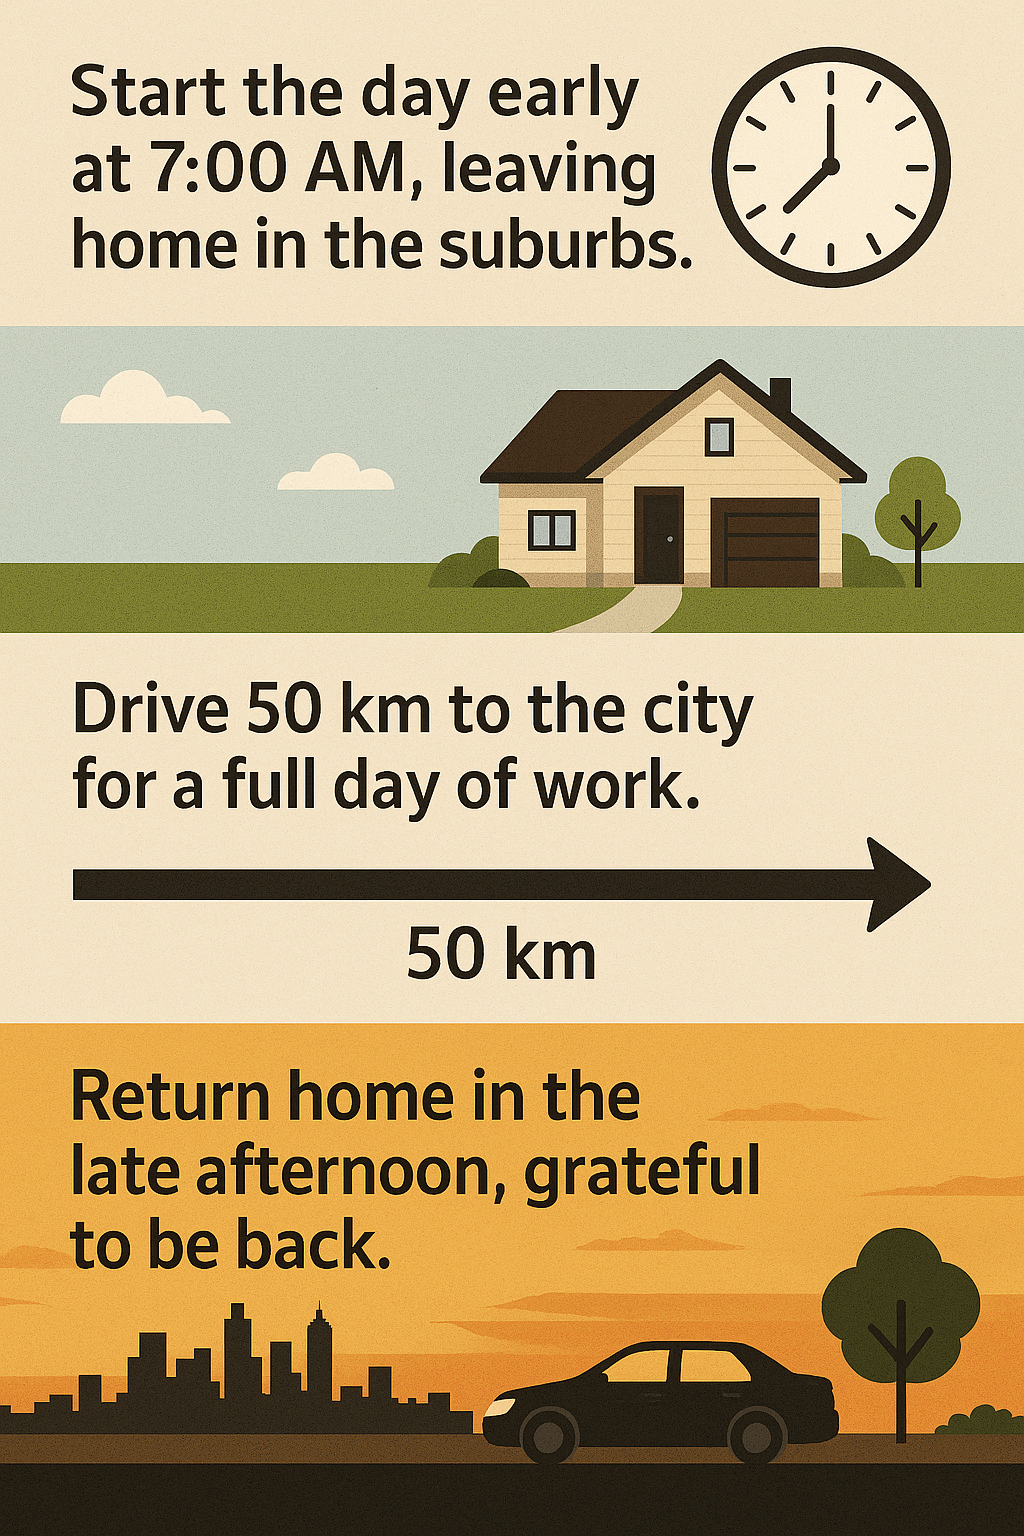 Start the day early
at 7:00 AM, leaving
home in the suburbs.
Drive 50 km to the city
for a full day of work.
50 km
Return home in the
late afternoon, grateful
to be back.